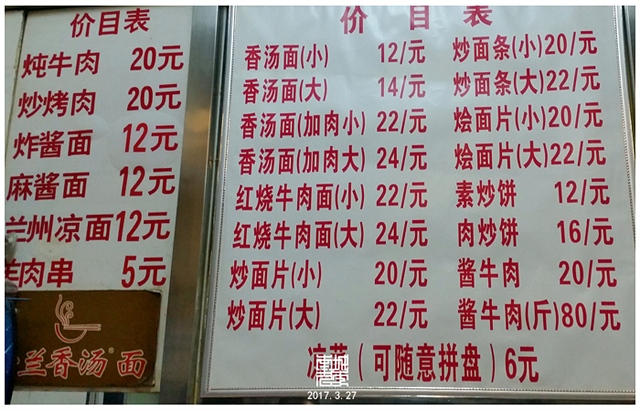 价目表
炖牛肉 20元
炒烤肉 20元
炸酱面 12元
麻酱面 12元
兰州凉面12元
肉串 5元
兰香汤面
价目表
香汤面(小) 12/元 炒面条(小)20/元
香汤面(大) 14/元 炒面条(大)22/元
香汤面(加肉小) 22/元 烩面片(小)20/元
香汤面(加肉大) 24/元 烩面片(大)22/元
红烧牛肉面(小) 22/元 素炒饼 12/元
红烧牛肉面(大) 24/元 肉炒饼 16/元
炒面片(小) 20/元 酱牛肉 20/元
炒面片(大) 22/元 酱牛肉(斤)80/元
凉菜(可随意拼盘)6元
2017. 3. 27